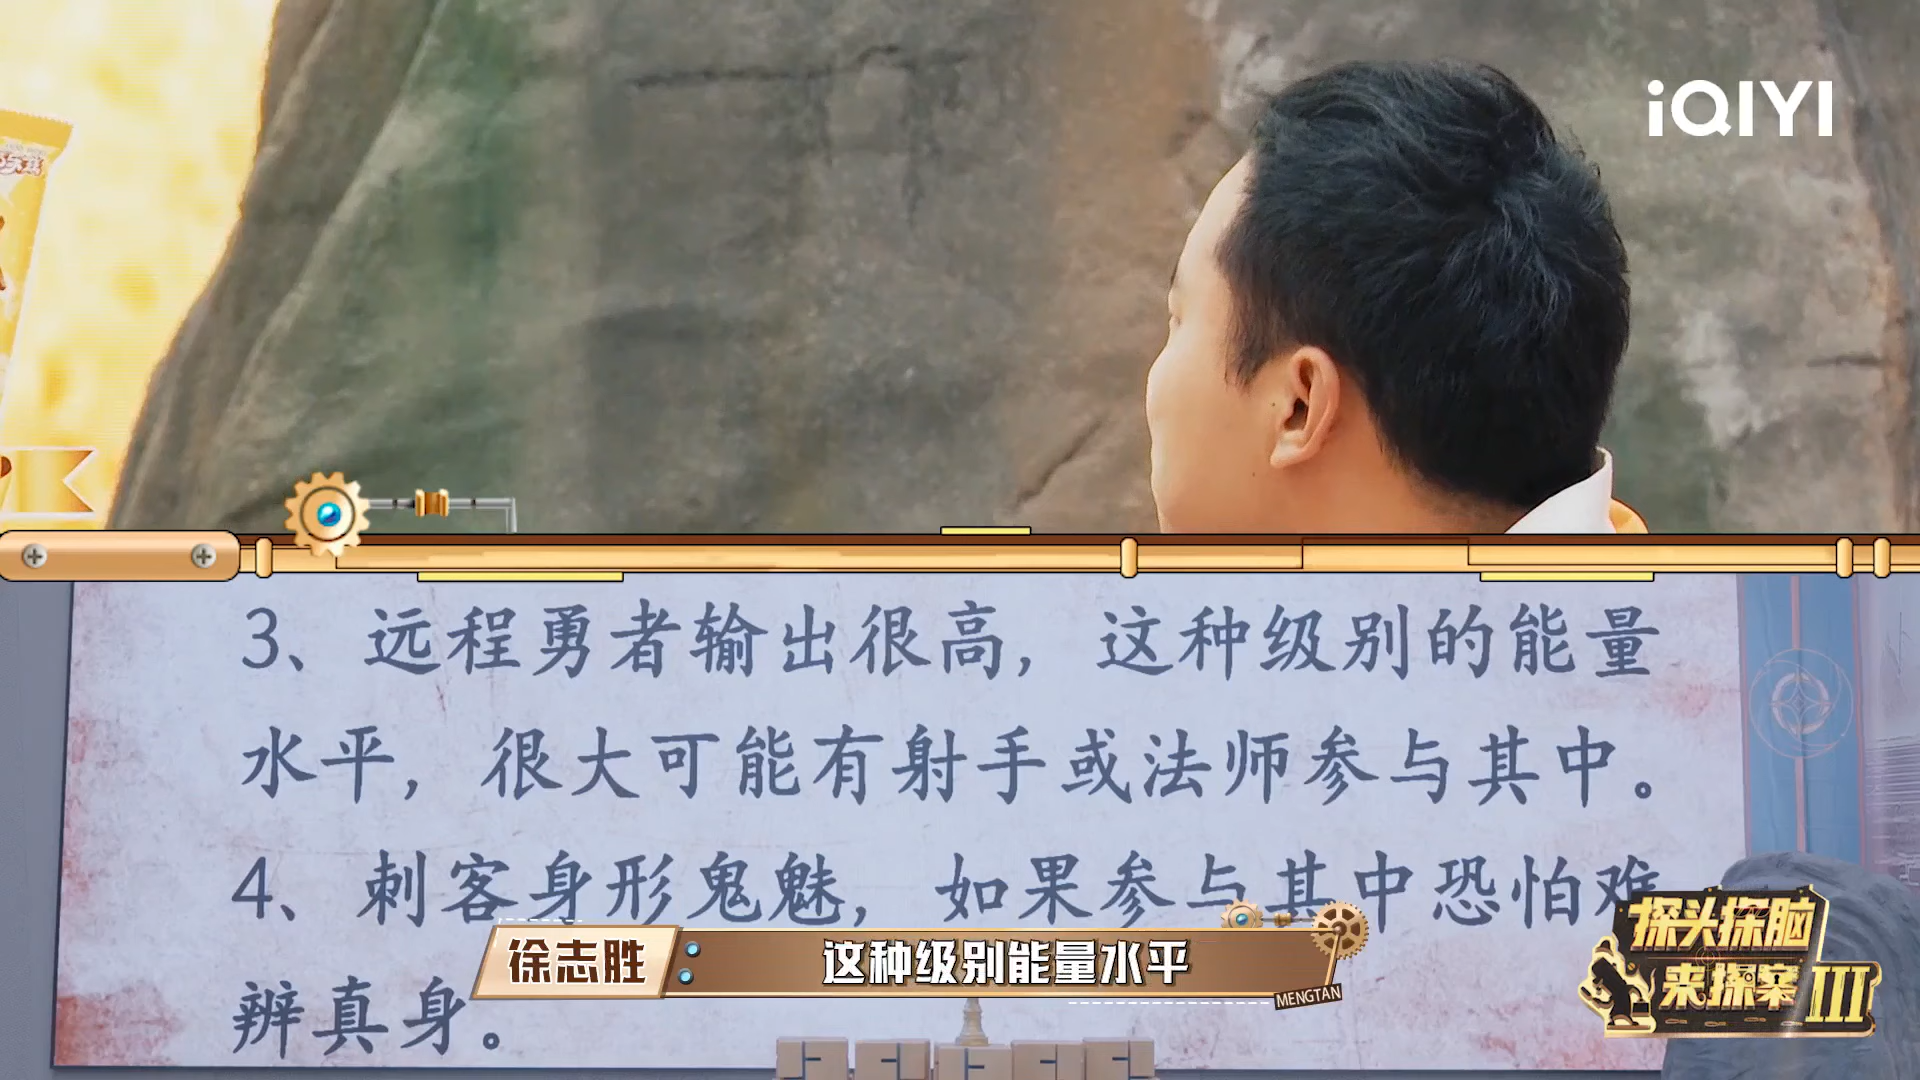 iQIYI
3、远程勇者输出很高，这种级别的能量
水平，很大可能有射手或法师参与其中。
4、刺客身形鬼魅，如果参与其中恐怕难
辨真身。
徐志胜
这种级别能量水平
MENGTAN
探头探脑
来探案III